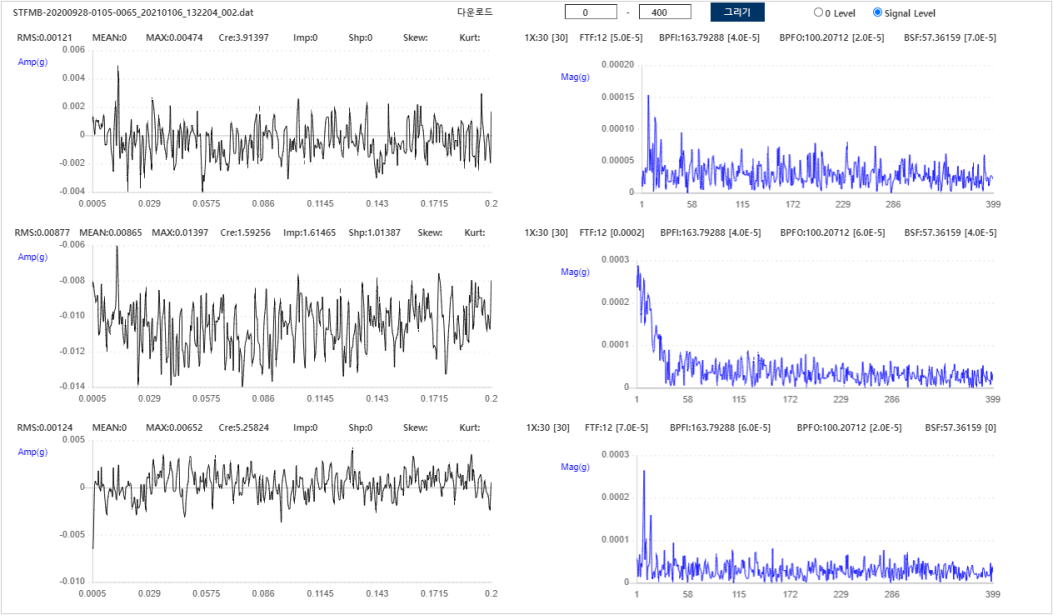 STFMB-20200928-0105-0065_20210106_132204_002.dat 다운로드 0 - 400 그리기 0 Level Signal Level
RMS:0.00121 MEAN:0 MAX:0.00474 Cre:3.91397 Imp:0 Shp:0 Skew: Kurt:
Amp(g)
0.006
0.004
0.002
0
-0.002
-0.004
0.0005 0.029 0.0575 0.086 0.1145 0.143 0.1715 0.2
1X:30 [30] FTF:12 [5.0E-5] BPFI:163.79288 [4.0E-5] BPFO:100.20712 [2.0E-5] BSF:57.36159 [7.0E-5]
Mag(g)
0.00020
0.00015
0.00010
0.00005
0
1 58 115 172 229 286 399
RMS:0.00877 MEAN:0.00865 MAX:0.01397 Cre:1.59256 Imp:1.61465 Shp:1.01387 Skew: Kurt:
Amp(g)
-0.006
-0.008
-0.010
-0.012
-0.014
0.0005 0.029 0.0575 0.086 0.1145 0.143 0.1715 0.2
1X:30 [30] FTF:12 [0.0002] BPFI:163.79288 [4.0E-5] BPFO:100.20712 [6.0E-5] BSF:57.36159 [4.0E-5]
Mag(g)
0.0003
0.0002
0.0001
0
1 58 115 172 229 286 399
RMS:0.00124 MEAN:0 MAX:0.00652 Cre:5.25824 Imp:0 Shp:0 Skew: Kurt:
Amp(g)
0.005
0
-0.005
-0.010
0.0005 0.029 0.0575 0.086 0.1145 0.143 0.1715 0.2
1X:30 [30] FTF:12 [7.0E-5] BPFI:163.79288 [6.0E-5] BPFO:100.20712 [2.0E-5] BSF:57.36159 [0]
Mag(g)
0.0003
0.0002
0.0001
0
1 58 115 172 229 286 399